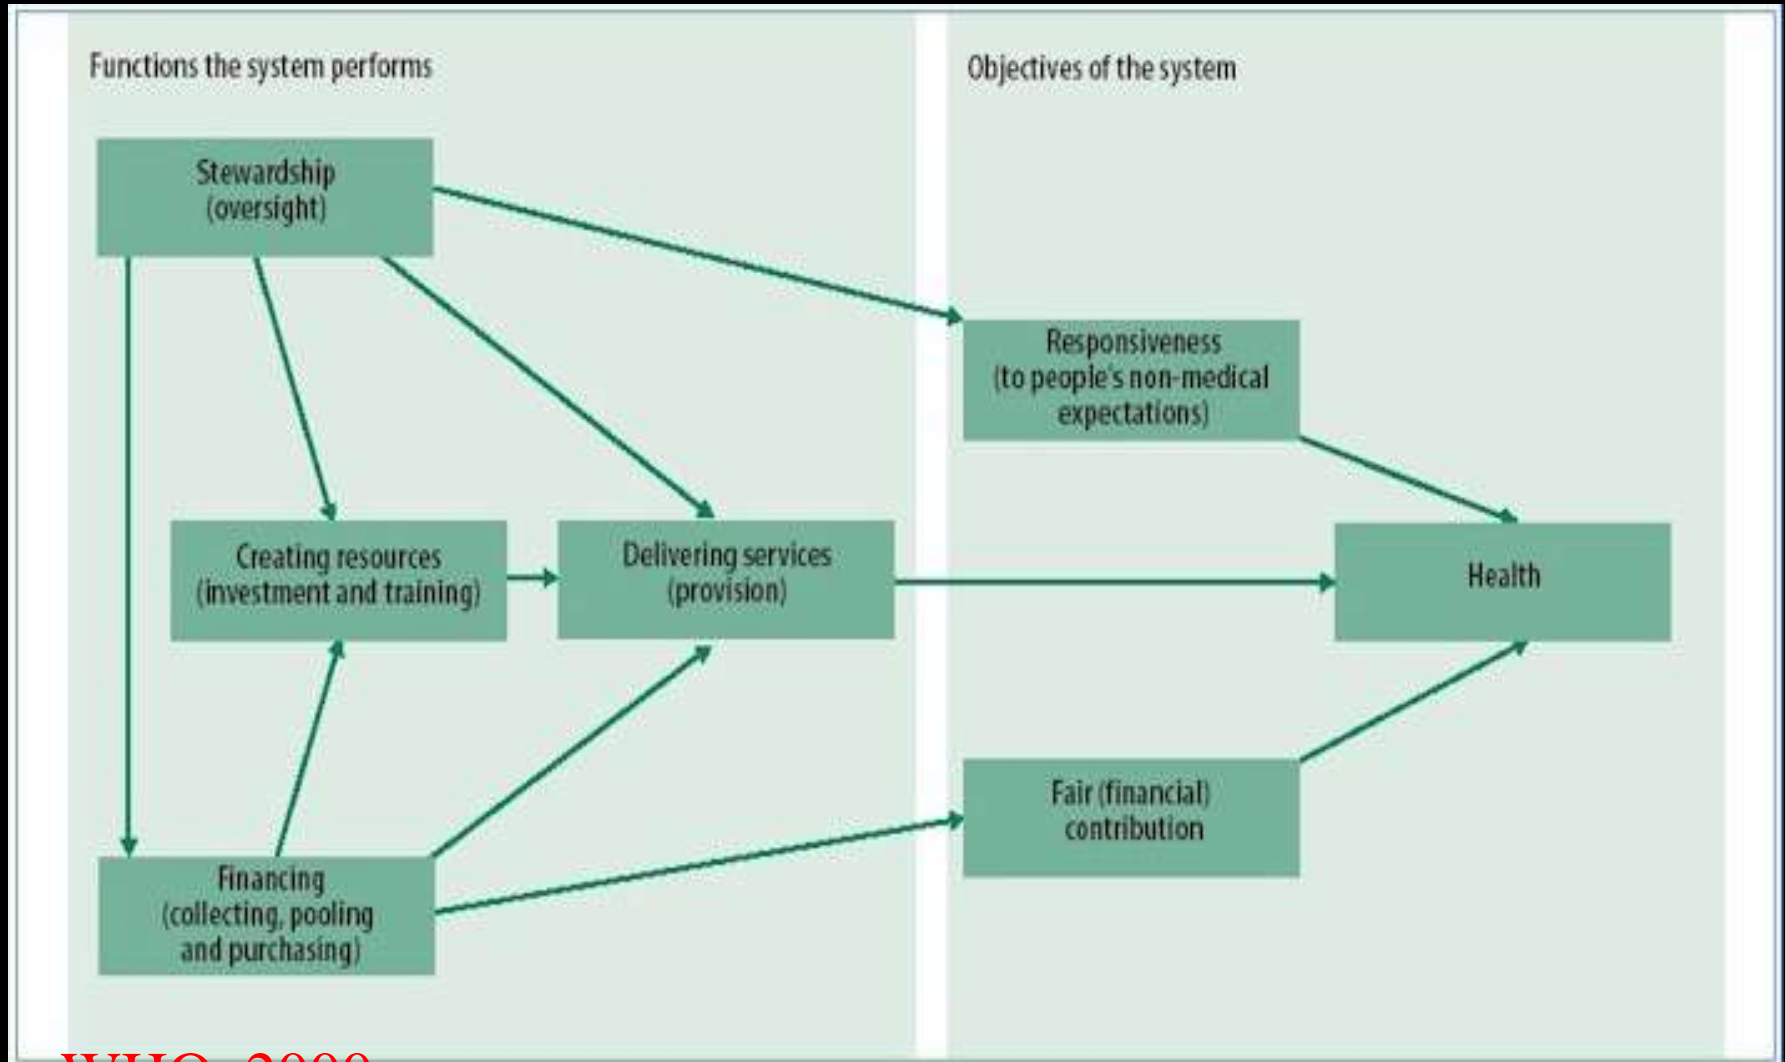 Functions the system performs
Objectives of the system
Stewardship
(oversight)
Responsiveness
(to people's non-medical
expectations)
Creating resources
(investment and training)
Delivering services
(provision)
Health
Fair (financial)
contribution
Financing
(collecting, pooling
and purchasing)